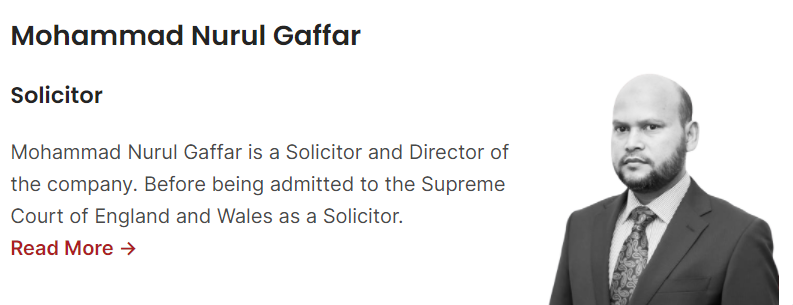 Mohammad Nurul Gaffar
Solicitor
Mohammad Nurul Gaffar is a Solicitor and Director of
the company. Before being admitted to the Supreme
Court of England and Wales as a Solicitor.
Read More →